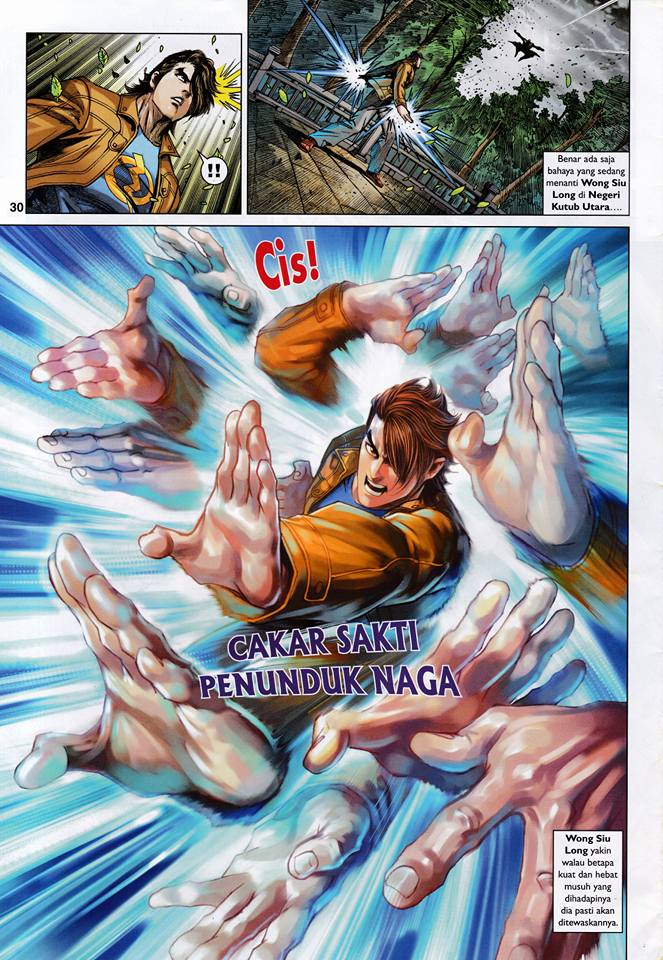 !!
Benar ada saja
bahaya yang sedang
menanti Wong Siu
Long di Negeri
Kutub Utara....
30
Cis!
CAKAR SAKTI
PENUNDUK NAGA
Wong Siu
Long yakin
walau betapa
kuat dan hebat
musuh yang
dihadapinya
dia pasti akan
ditewaskannya.